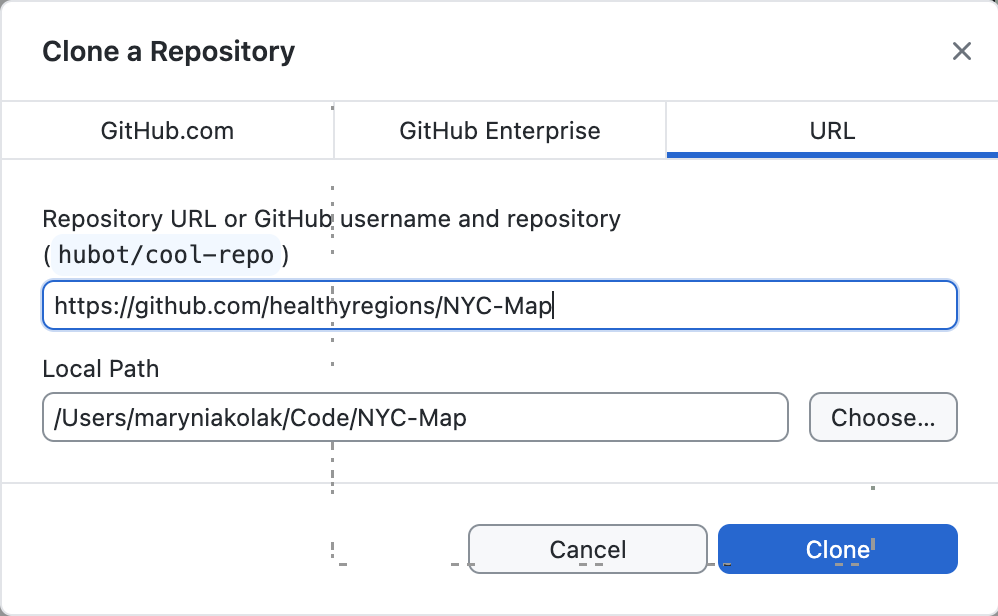 Clone a Repository
GitHub.com
GitHub Enterprise
URL
Repository URL or GitHub username and repository
(hubot/cool-repo)
https://github.com/healthyregions/NYC-Map
Local Path
/Users/maryniakolak/Code/NYC-Map
Choose...
Cancel
Clone